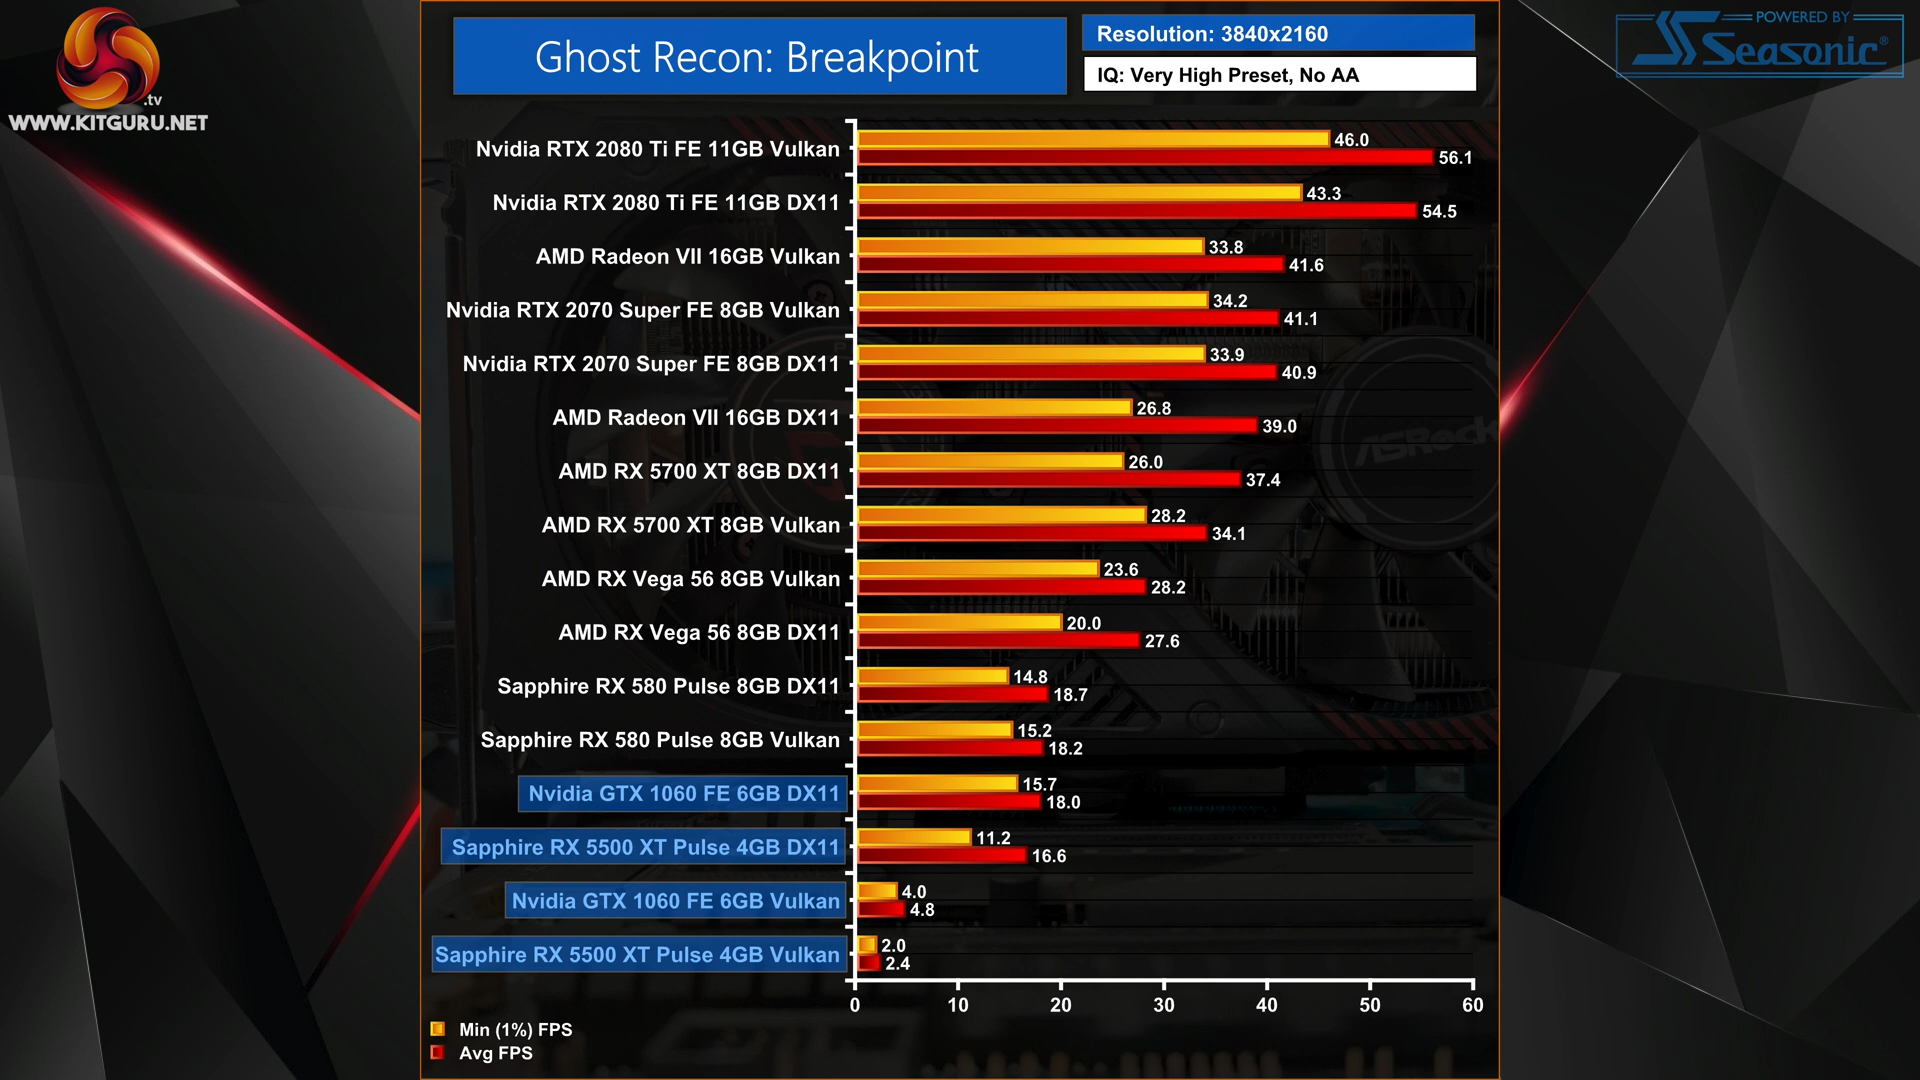 .tv
WWW.KITGURU.NET
Ghost Recon: Breakpoint
Resolution: 3840x2160
IQ: Very High Preset, No AA
POWERED BY
Seasonic®
Nvidia RTX 2080 Ti FE 11GB Vulkan 46.0 56.1
Nvidia RTX 2080 Ti FE 11GB DX11 43.3 54.5
AMD Radeon VII 16GB Vulkan 33.8 41.6
Nvidia RTX 2070 Super FE 8GB Vulkan 34.2 41.1
Nvidia RTX 2070 Super FE 8GB DX11 33.9 40.9
AMD Radeon VII 16GB DX11 26.8 39.0
AMD RX 5700 XT 8GB DX11 26.0 37.4
AMD RX 5700 XT 8GB Vulkan 28.2 34.1
AMD RX Vega 56 8GB Vulkan 23.6 28.2
AMD RX Vega 56 8GB DX11 20.0 27.6
Sapphire RX 580 Pulse 8GB DX11 14.8 18.7
Sapphire RX 580 Pulse 8GB Vulkan 15.2 18.2
Nvidia GTX 1060 FE 6GB DX11 15.7 18.0
Sapphire RX 5500 XT Pulse 4GB DX11 11.2 16.6
Nvidia GTX 1060 FE 6GB Vulkan 4.0 4.8
Sapphire RX 5500 XT Pulse 4GB Vulkan 2.0 2.4
0 10 20 30 40 50 60
Min (1%) FPS
Avg FPS
ASRock